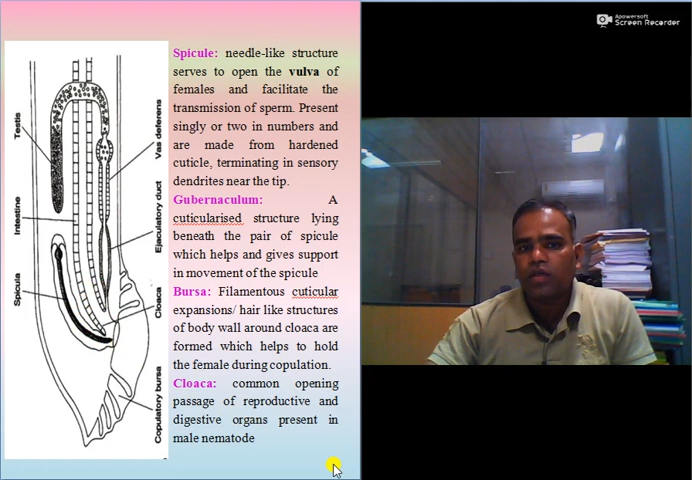 Apowersoft
Screen Recorder
Spicule: needle-like structure
serves to open the vulva of
females and facilitate the
transmission of sperm. Present
singly or two in numbers and
are made from hardened
cuticle, terminating in sensory
dendrites near the tip.
Gubernaculum: A
cuticularised structure lying
beneath the pair of spicule
which helps and gives support
in movement of the spicule
Bursa: Filamentous cuticular
expansions/ hair like structures
of body wall around cloaca are
formed which helps to hold
the female during copulation.
Cloaca: common opening
passage of reproductive and
digestive organs present in
male nematode
Testis
Intestine
Spicula
Vas deferens
Ejaculatory duct
Cloaca
Copulatory bursa